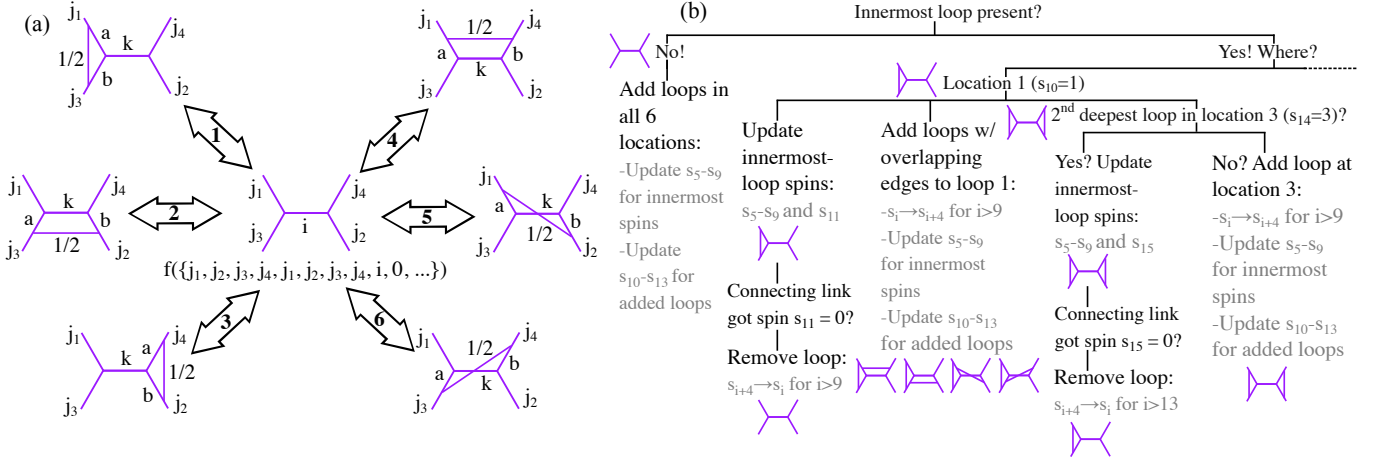 (a)
j1
a
k
j4
1/2
b
j3
j2
1
j1
1/2
j4
a
b
k
j3
j2
4
j1
k
j4
a
b
1/2
j3
j2
2
j1
j4
i
j3
j2
5
j1
k
j4
a
b
1/2
j3
j2
f({j1, j2, j3, j4, j1, j2, j3, j4, i, 0, ...})
3
j1
j4
k
a
1/2
b
j3
j2
6
1/2
j4
j1
b
a
k
j3
j2
(b)
Innermost loop present?
No!
Yes! Where?
Add loops in
all 6
locations:
-Update s5-s9
for innermost
spins
-Update
s10-s13 for
added loops
Location 1 (s10=1)
Update
innermost-
loop spins:
s5-s9 and s11
Connecting link
got spin s11 = 0?
Remove loop:
si+4→si for i>9
Add loops w/
overlapping
edges to loop 1:
-si→si+4 for i>9
-Update s5-s9
for innermost
spins
-Update s10-s13
for added loops
2nd deepest loop in location 3 (s14=3)?
Yes? Update
innermost-
loop spins:
s5-s9 and s15
Connecting link
got spin s15 = 0?
Remove loop:
si+4→si for i>13
No? Add loop at
location 3:
-si→si+4 for i>9
-Update s5-s9
for innermost
spins
-Update s10-s13
for added loops